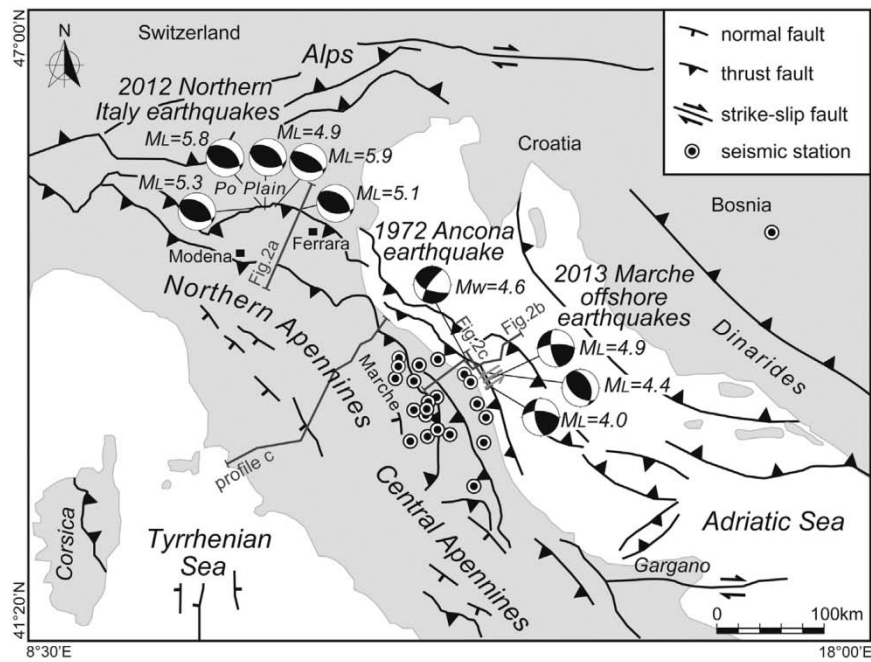 47°00'N
Switzerland
N
Alps
normal fault
thrust fault
strike-slip fault
seismic station
2012 Northern
Italy earthquakes
ML=5.8
ML=4.9
ML=5.9
ML=5.3
Po Plain
ML=5.1
Croatia
Bosnia
Modena
Ferrara
Fig.2a
1972 Ancona
earthquake
Mw=4.6
2013 Marche
offshore
earthquakes
Fig.2b
Fig.2c
ML=4.9
ML=4.4
ML=4.0
Dinarides
Northern Apennines
Marche
profile c
Central Apennines
Corsica
Tyrrhenian
Sea
Adriatic Sea
Gargano
0
100km
41°20'N
8°30'E
18°00'E